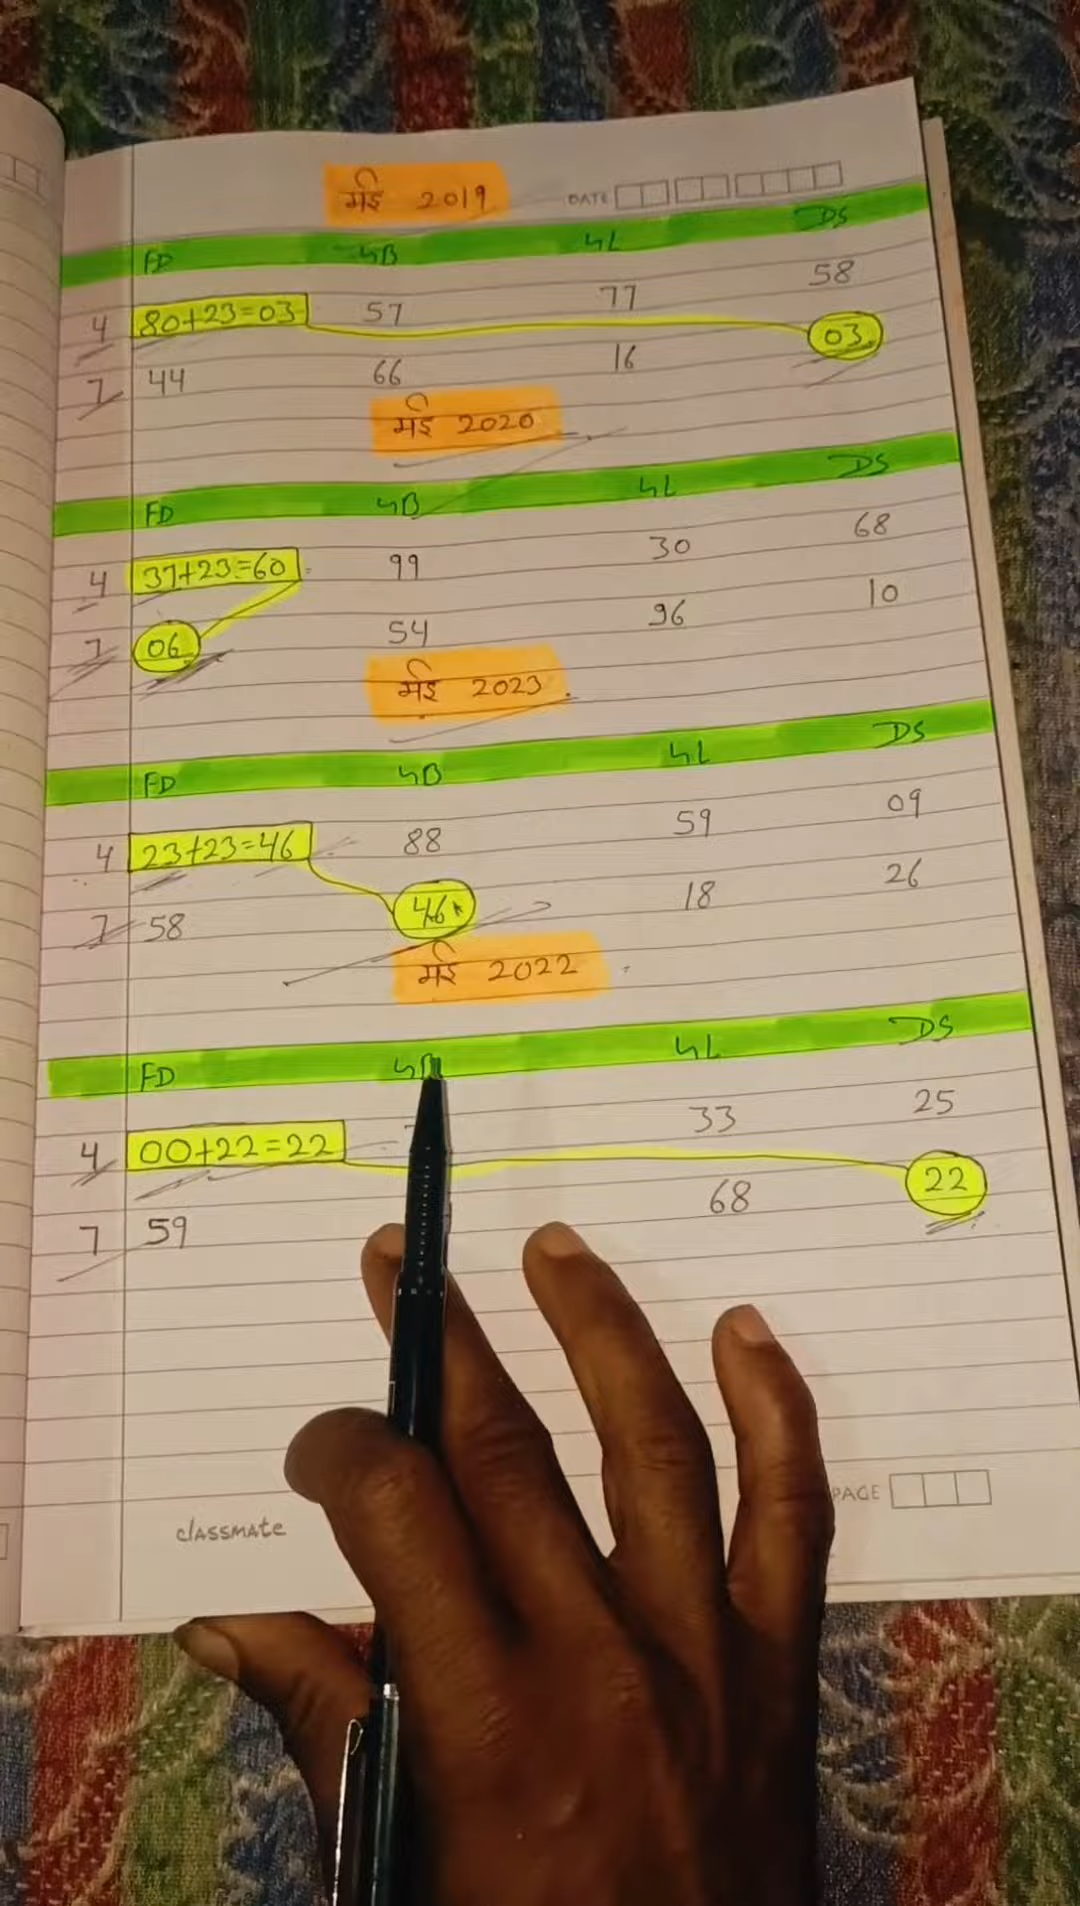 मई 2019
DATE
FD GB GL DS
4 80+23=03 57 77 58
7 44 66 16 03
मई 2020
FD GB GL DS
4 37+23=60 99 30 68
7 06 54 96 10
मई 2023
FD GB GL DS
4 23+23=46 88 59 09
7 58 46 18 26
मई 2022
FD GB GL DS
4 00+22=22 33 25
7 59 68 22
PAGE
classmate